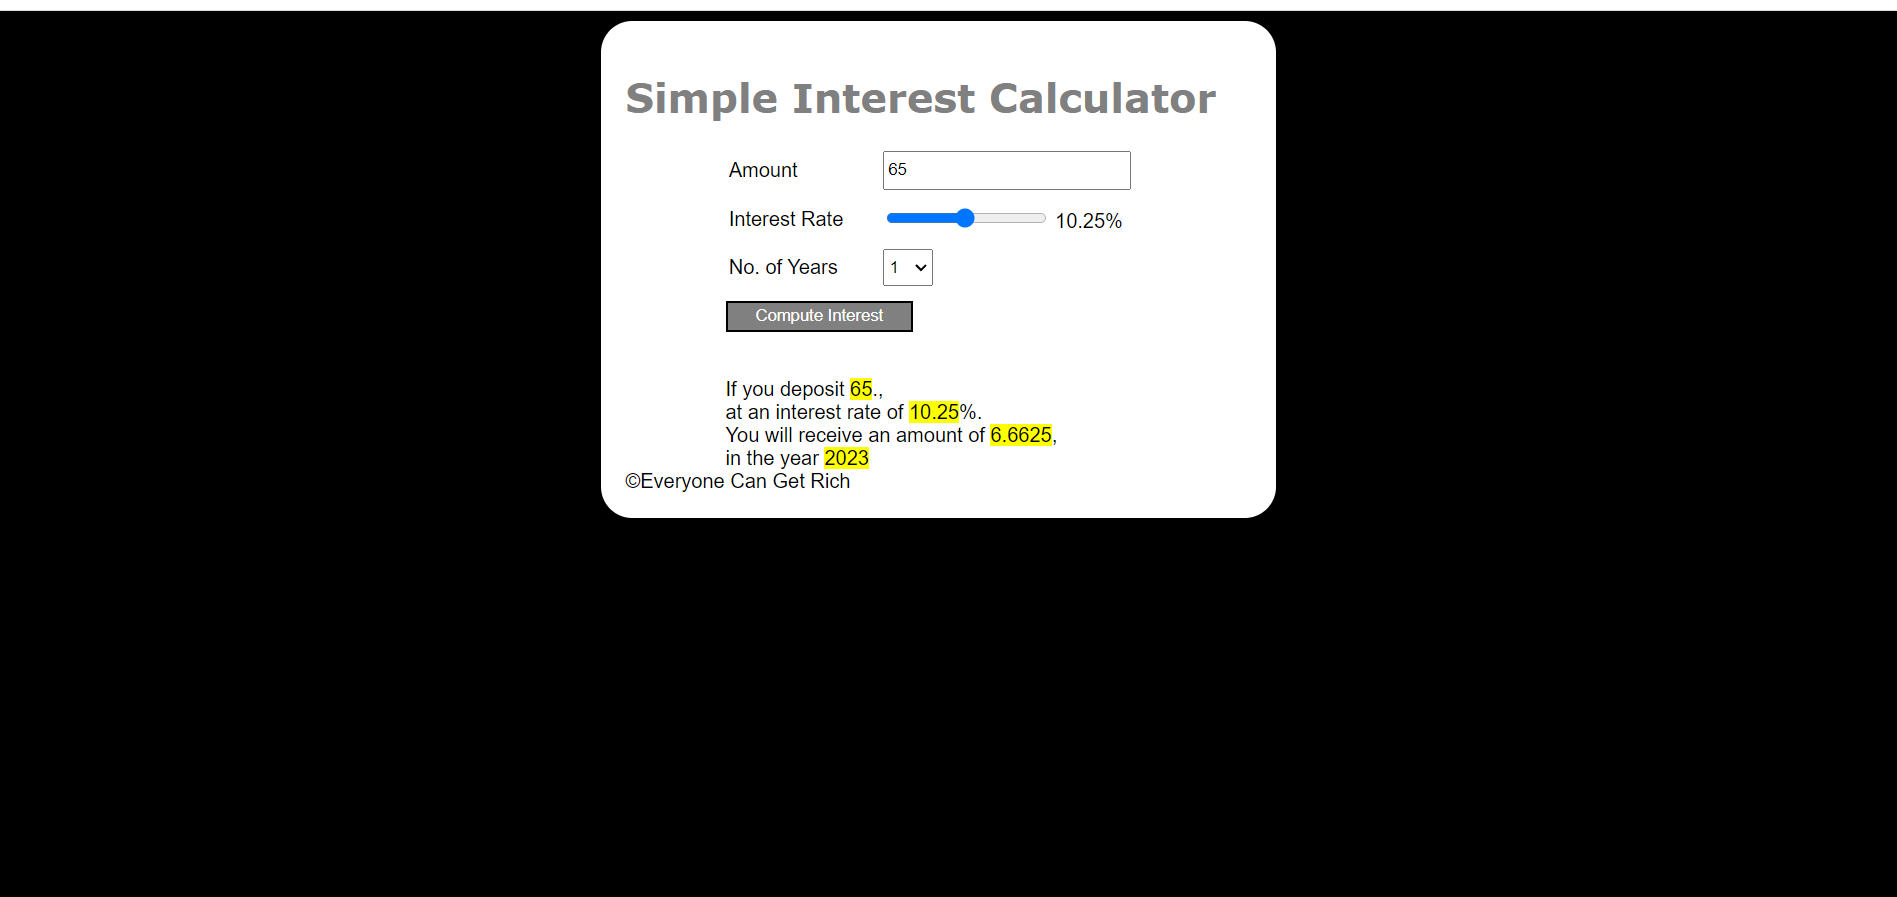 Simple Interest Calculator
Amount 65
Interest Rate 10.25%
No. of Years 1
Compute Interest
If you deposit 65.,
at an interest rate of 10.25%.
You will receive an amount of 6.6625,
in the year 2023
©Everyone Can Get Rich